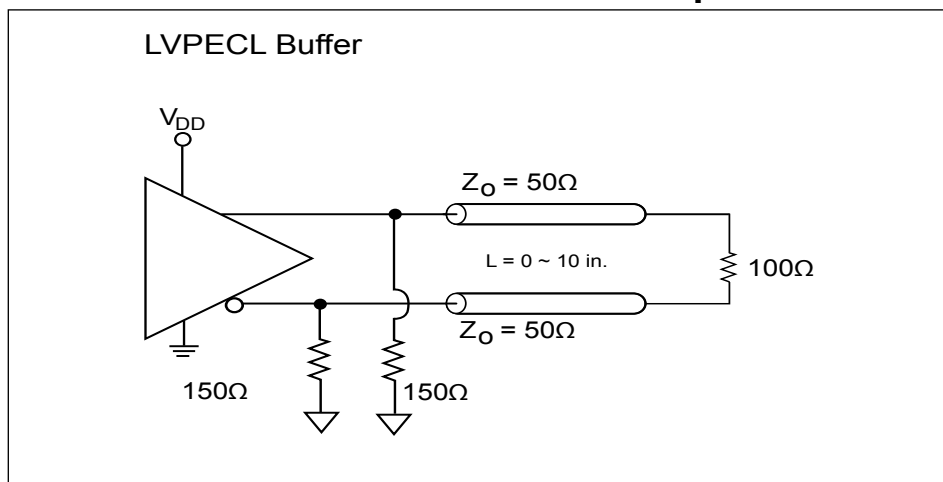 LVPECL Buffer
VDD
ZO = 50Ω
L = 0 ~ 10 in.
100Ω
ZO = 50Ω
150Ω
150Ω